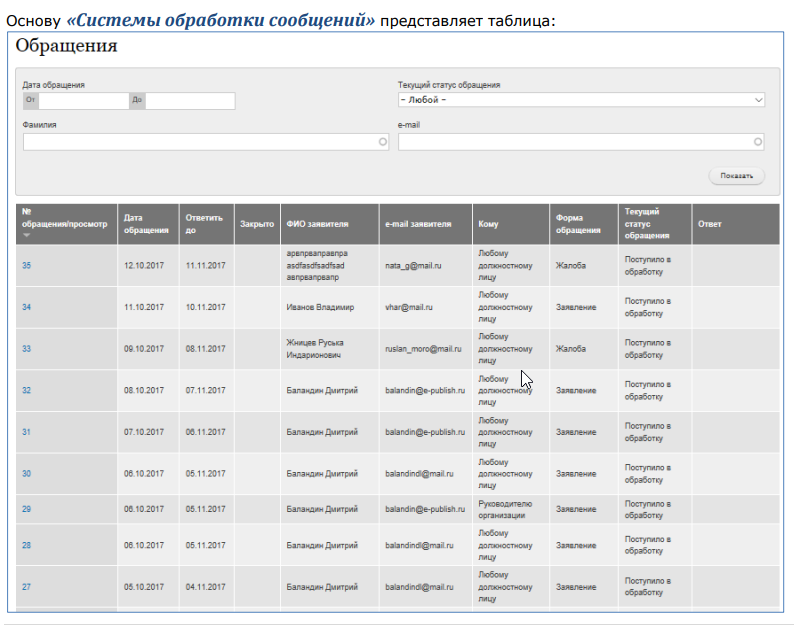 Основу «Системы обработки сообщений» представляет таблица:
Обращения
Дата обращения
От До
Текущий статус обращения
- Любой -
Фамилия
e-mail
Показать
№ обращения/просмотр Дата обращения Ответить до Закрыто ФИО заявителя e-mail заявителя Кому Форма обращения Текущий статус обращения Ответ
35 12.10.2017 11.11.2017 арвпрваправпра asdfasdfsadfsad авпрвапрвапр nata_g@mail.ru Любому должностному лицу Жалоба Поступило в обработку
34 11.10.2017 10.11.2017 Иванов Владимир vhar@mail.ru Любому должностному лицу Заявление Поступило в обработку
33 09.10.2017 08.11.2017 Жницев Руська Индарионович ruslan_moro@mail.ru Любому должностному лицу Жалоба Поступило в обработку
32 08.10.2017 07.11.2017 Баландин Дмитрий balandin@e-publish.ru Любому должностному лицу Заявление Поступило в обработку
31 07.10.2017 06.11.2017 Баландин Дмитрий balandin@e-publish.ru Любому должностному лицу Заявление Поступило в обработку
30 06.10.2017 05.11.2017 Баландин Дмитрий balandindl@mail.ru Любому должностному лицу Заявление Поступило в обработку
29 06.10.2017 05.11.2017 Баландин Дмитрий balandin@e-publish.ru Руководителю организации Заявление Поступило в обработку
28 06.10.2017 05.11.2017 Баландин Дмитрий balandindl@mail.ru Любому должностному лицу Заявление Поступило в обработку
27 05.10.2017 04.11.2017 Баландин Дмитрий balandindl@mail.ru Любому должностному лицу Заявление Поступило в обработку